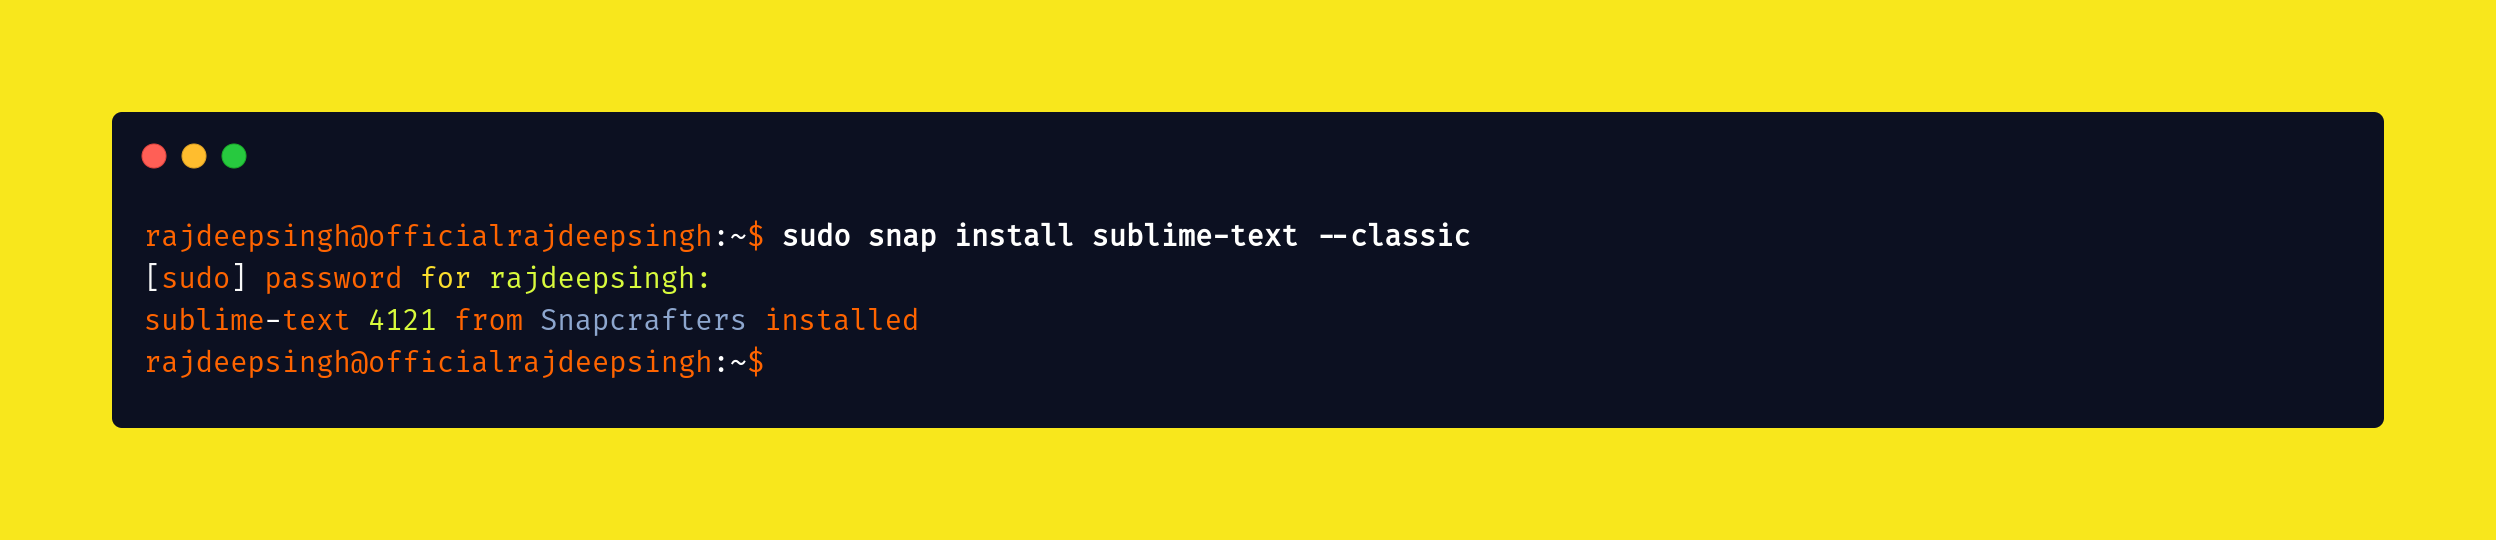 rajdeepsingh@officialrajdeepsingh:~$ sudo snap install sublime-text --classic
[sudo] password for rajdeepsingh:
sublime-text 4121 from Snapcrafters installed
rajdeepsingh@officialrajdeepsingh:~$